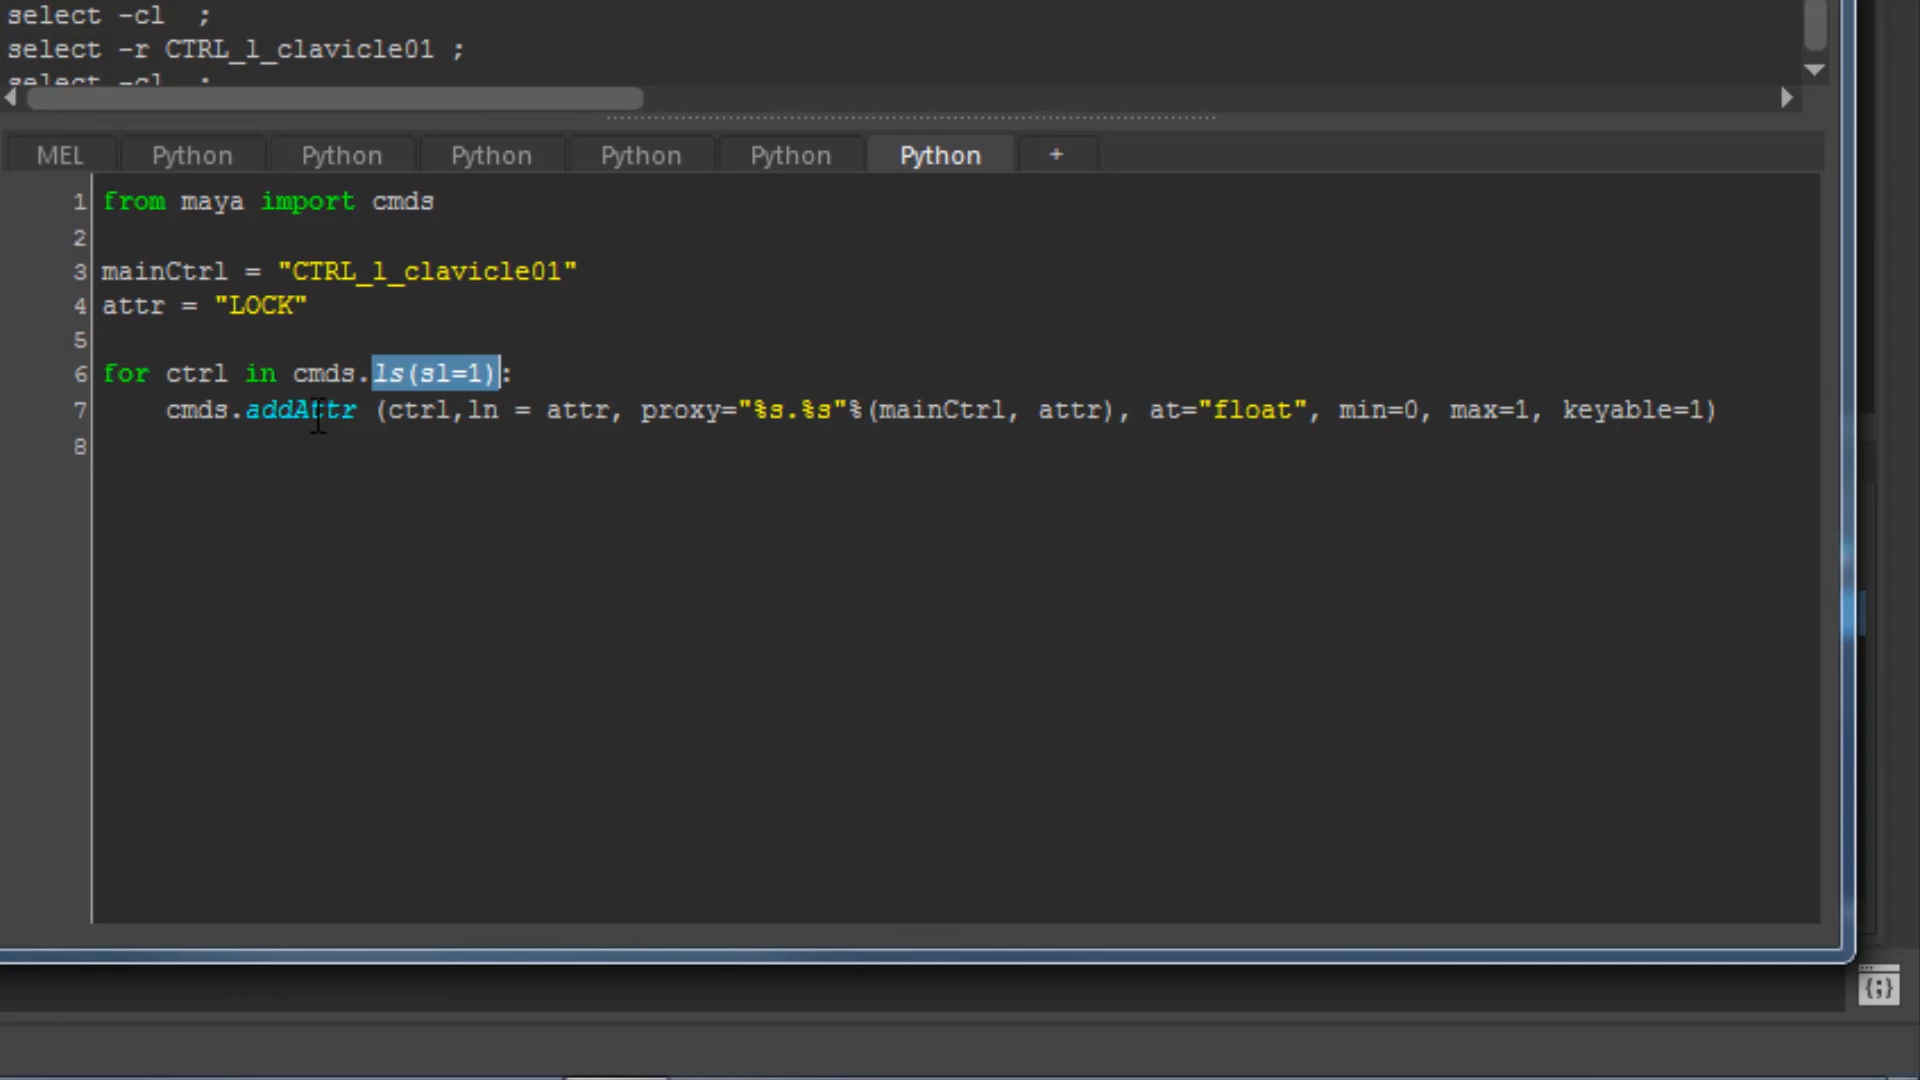 select -cl  ;
select -r CTRL_l_clavicle01 ;
select -cl  ;
MEL Python Python Python Python Python Python +
1 from maya import cmds
2
3 mainCtrl = "CTRL_l_clavicle01"
4 attr = "LOCK"
5
6 for ctrl in cmds.ls(sl=1):
7     cmds.addAttr (ctrl,ln = attr, proxy="%s.%s"%(mainCtrl, attr), at="float", min=0, max=1, keyable=1)
8
{;}